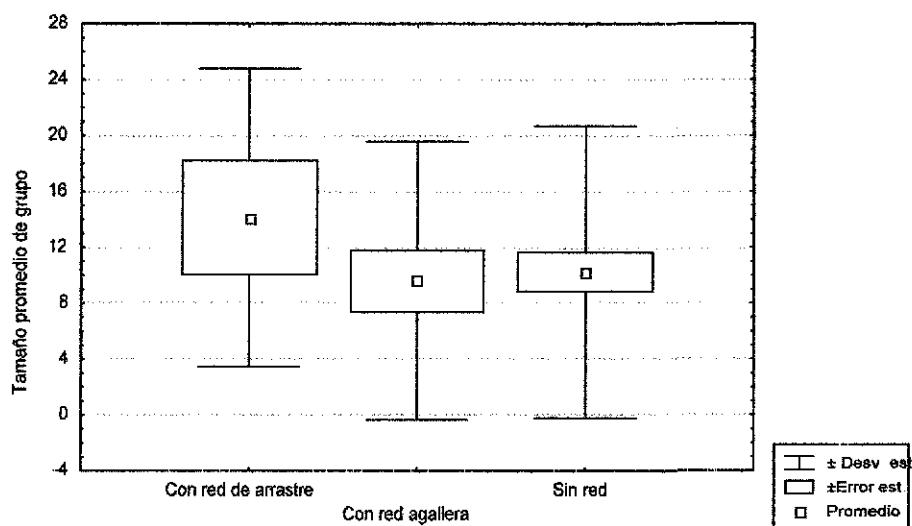 28
24
20
16
12
8
4
0
-4
Tamaño promedio de grupo
Con red de arrastre
Sin red
Con red agallera
± Desv est
±Error est
Promedio